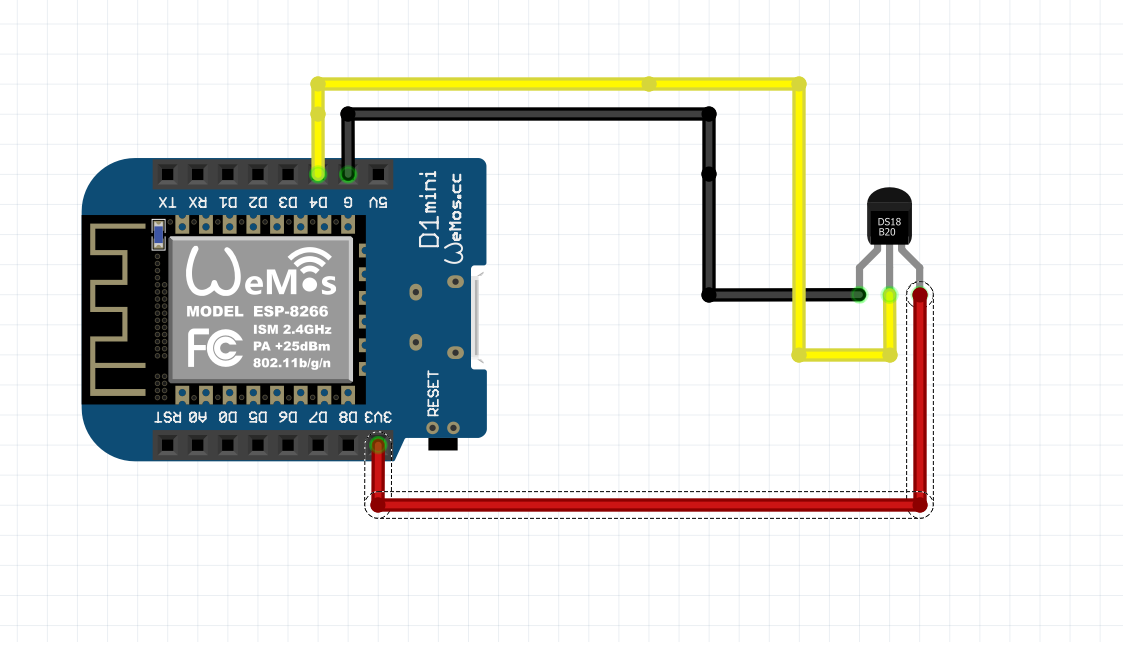 TX RX D1 D2 D3 D4 G 5V
D1 mini
WeMos.cc
DS18
B20
WeMos
MODEL ESP-8266
ISM 2.4GHz
PA +25dBm
802.11b/g/n
FC
RESET
RST A0 D0 D5 D6 D7 D8 3V3